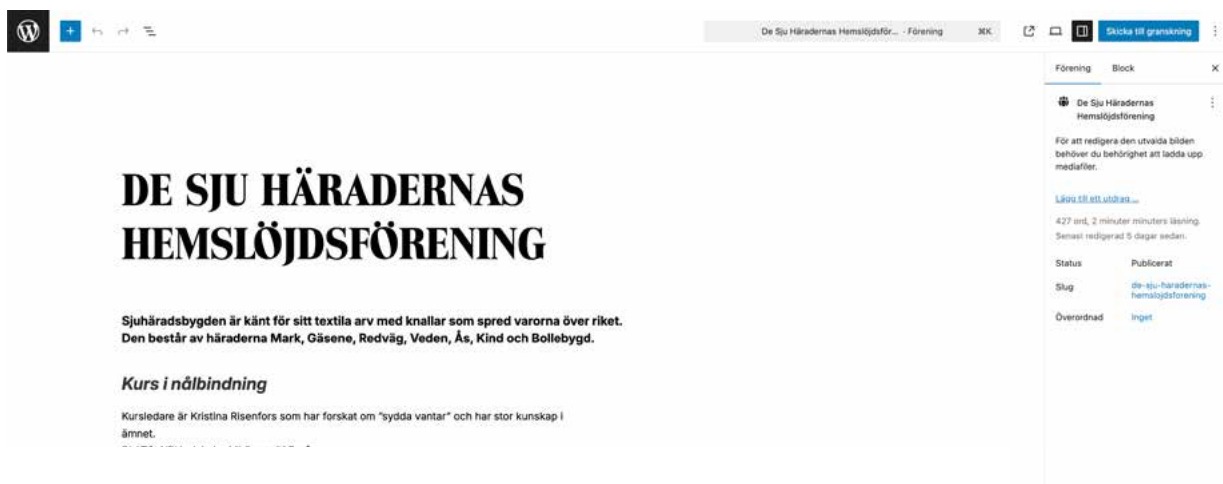 De Sju Häradernas Hemslöjdsför... · Förening
⌘K
Skicka till granskning
Förening Block
De Sju Häradernas
Hemslöjdsförening
För att redigera den utvalda bilden
behöver du behörighet att ladda upp
mediafiler.
Lägg till ett utdrag ...
427 ord, 2 minuter minuters läsning.
Senast redigerad 5 dagar sedan.
Status Publicerat
Slug de-sju-haradernas-
hemslojdsforening
Överordnad Inget
DE SJU HÄRADERNAS
HEMSLÖJDSFÖRENING
Sjuhäradsbygden är känt för sitt textila arv med knallar som spred varorna över riket.
Den består av häraderna Mark, Gäsene, Redväg, Veden, Ås, Kind och Bollebygd.
Kurs i nålbindning
Kursledare är Kristina Risenfors som har forskat om "sydda vantar" och har stor kunskap i
ämnet.